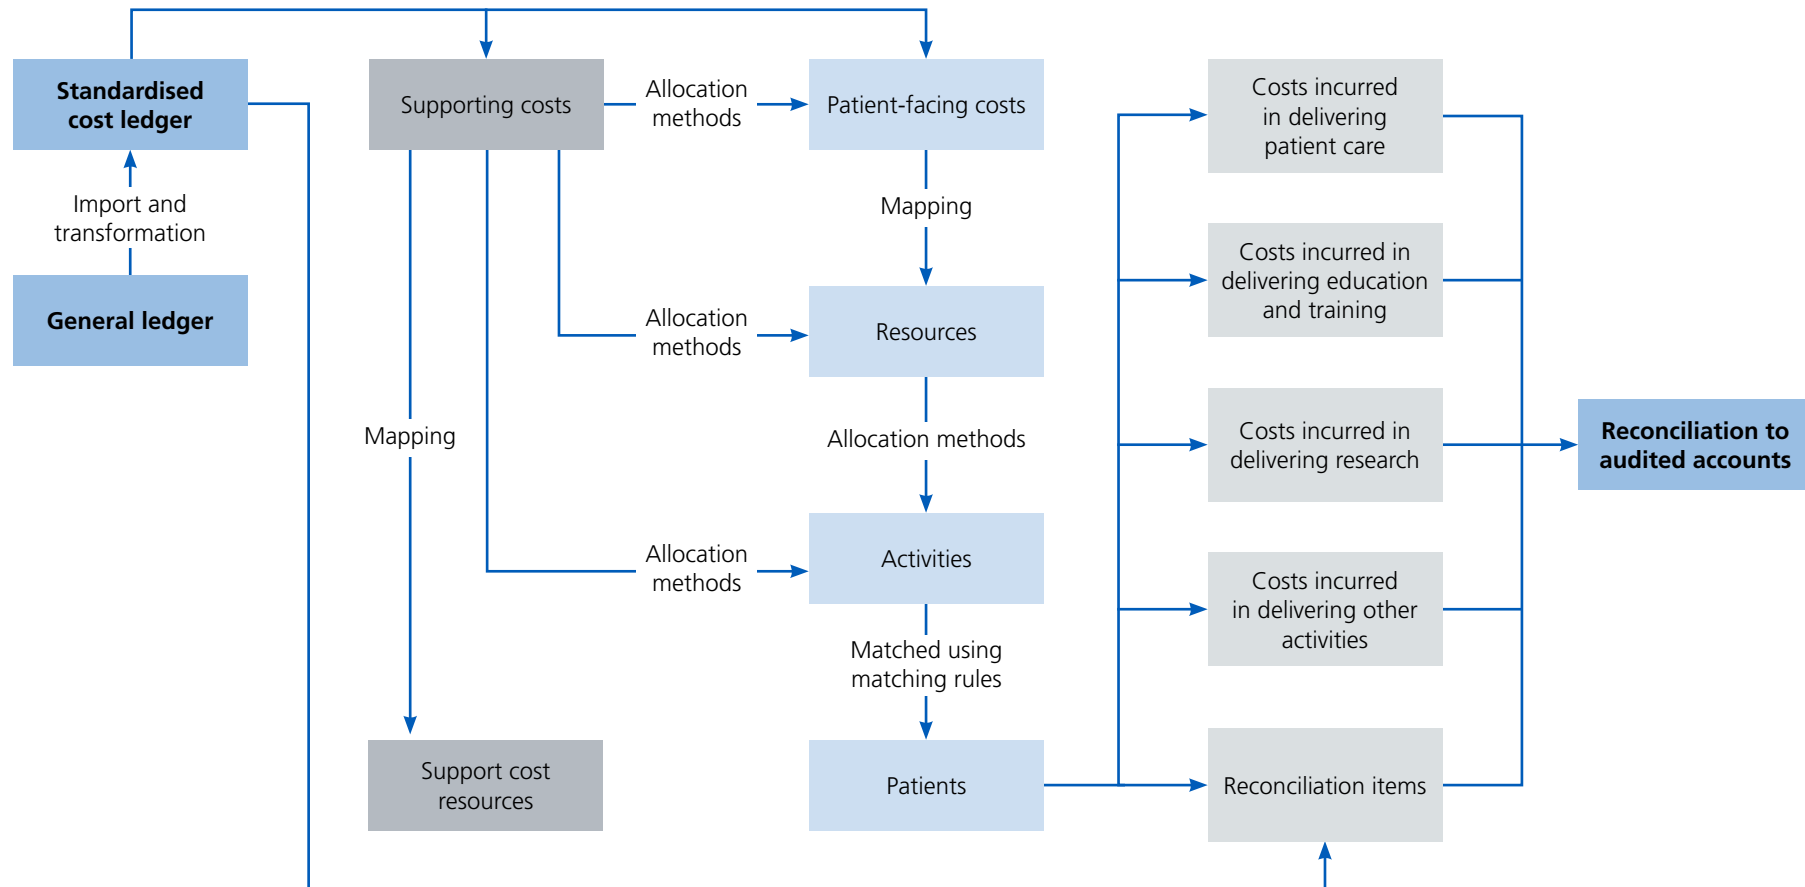 Standardised
cost ledger
Import and
transformation
General ledger
Supporting costs
Allocation
methods
Patient-facing costs
Mapping
Allocation
methods
Resources
Mapping
Allocation methods
Allocation
methods
Activities
Matched using
matching rules
Support cost
resources
Patients
Costs incurred
in delivering
patient care
Costs incurred in
delivering education
and training
Costs incurred in
delivering research
Costs incurred
in delivering other
activities
Reconciliation items
Reconciliation to
audited accounts